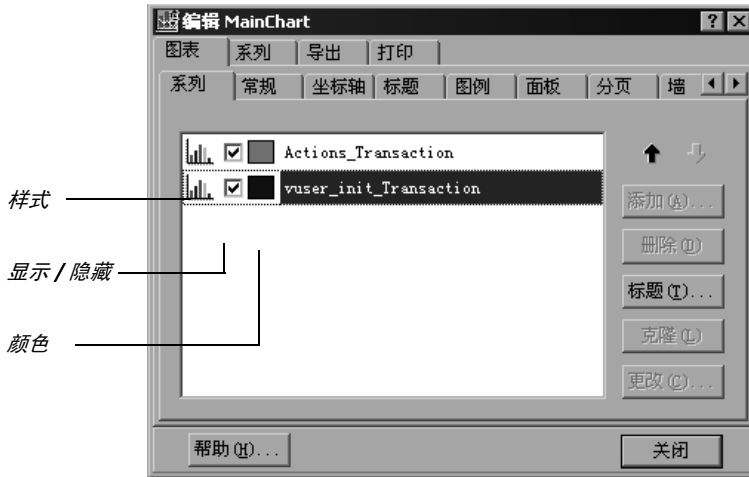 编辑 MainChart
图表 系列 导出 打印
系列 常规 坐标轴 标题 图例 面板 分页 墙
Actions_Transaction
vuser_init_Transaction
添加(A)...
删除(D)
标题(T)...
克隆(L)
更改(C)...
样式
显示 / 隐藏
颜色
帮助(H)...
关闭